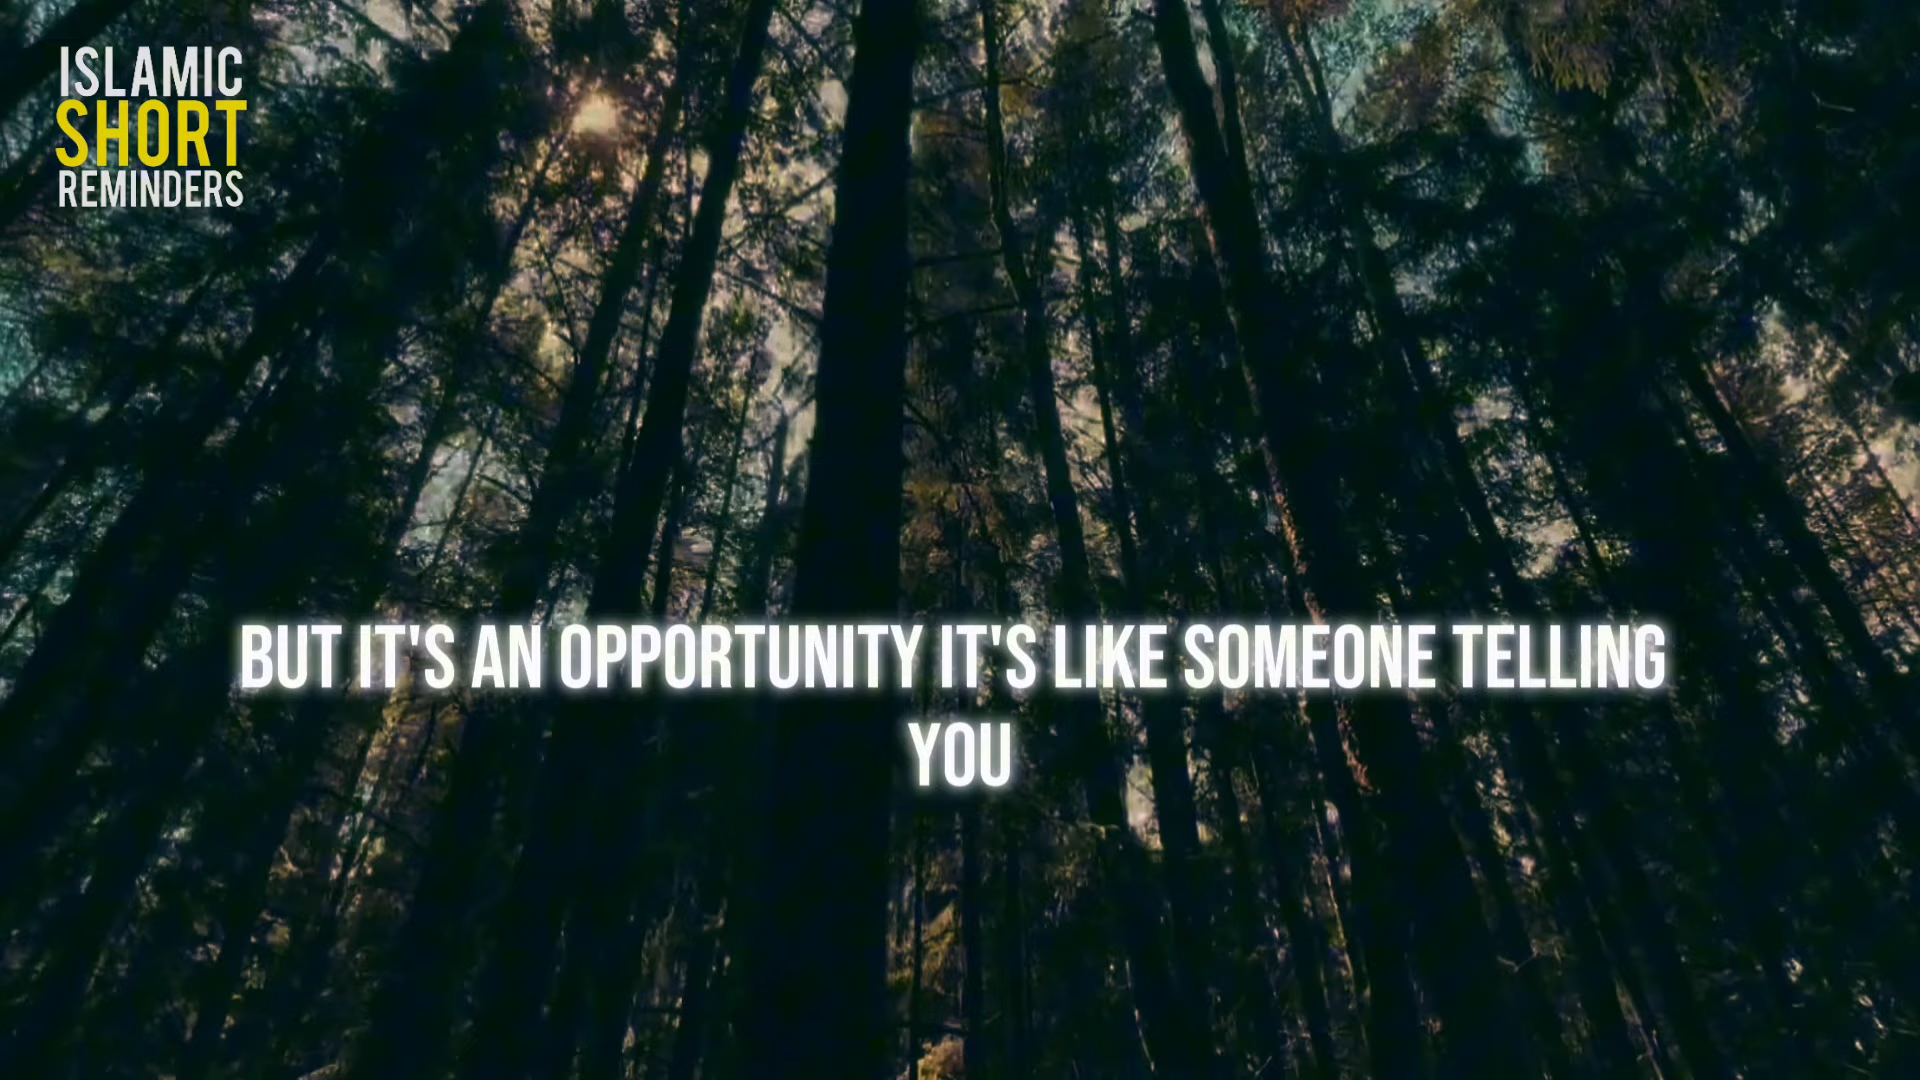 ISLAMIC
SHORT
REMINDERS
BUT IT'S AN OPPORTUNITY IT'S LIKE SOMEONE TELLING
YOU